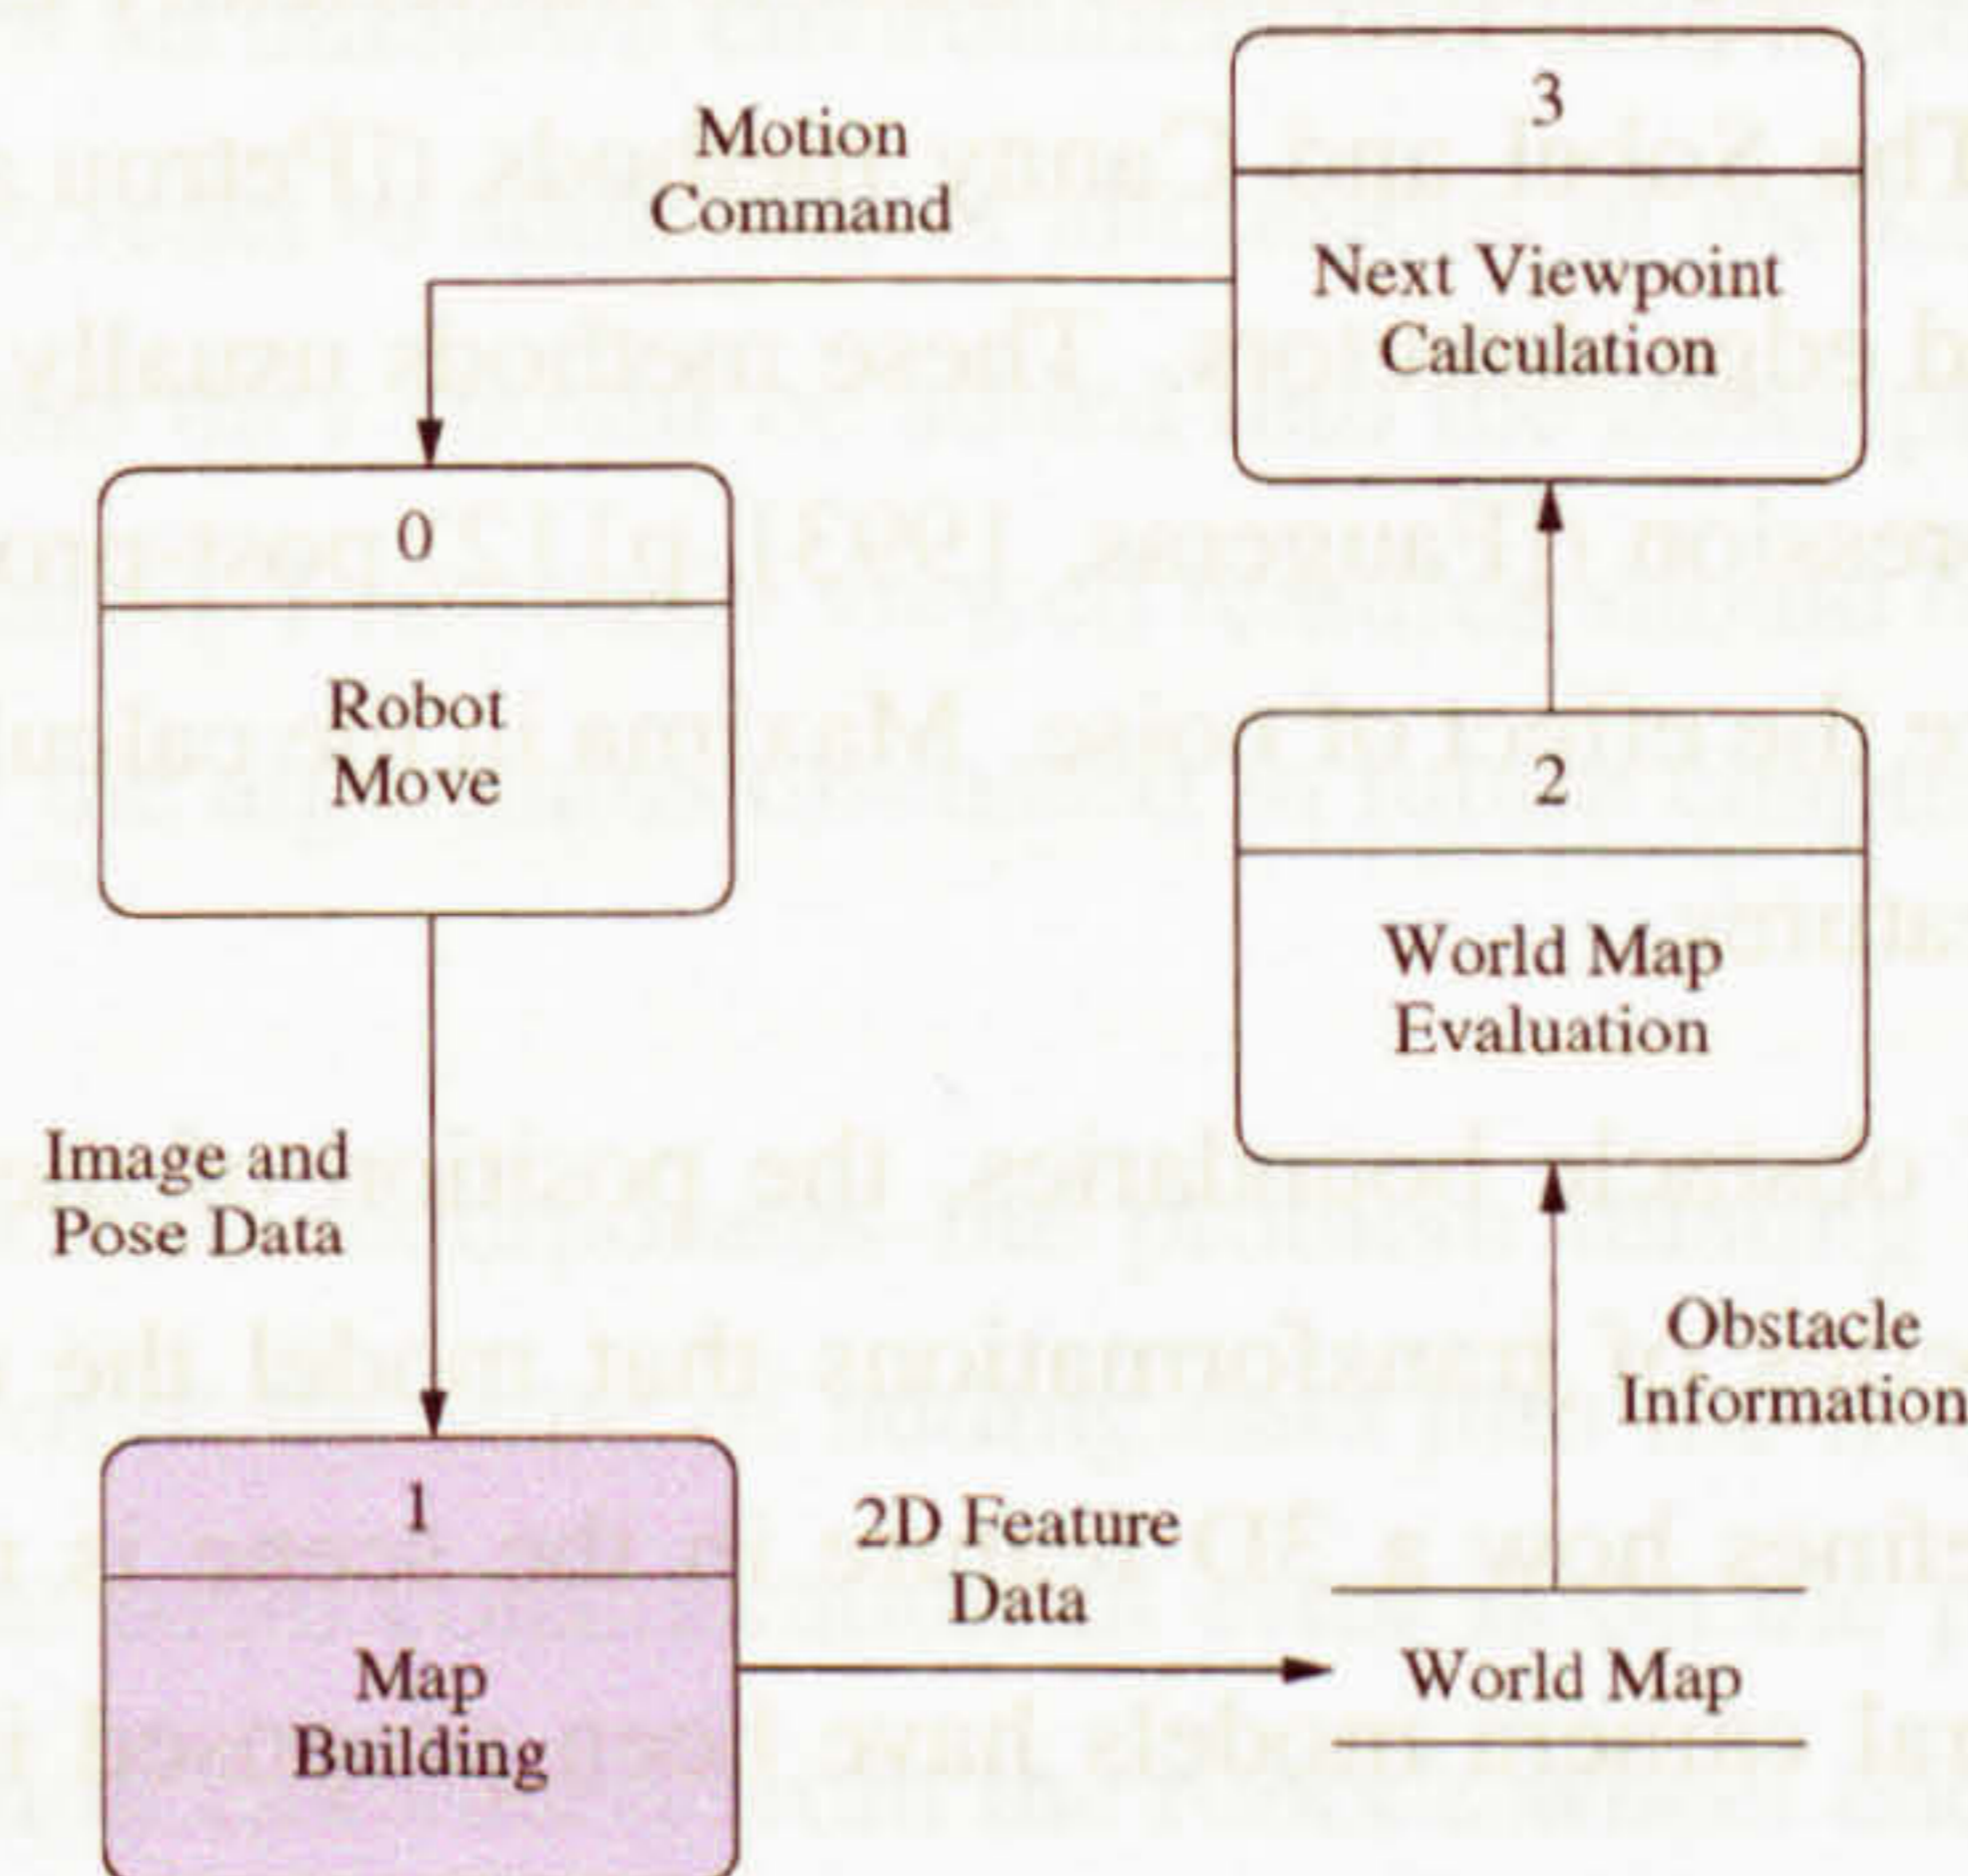 Motion
Command
3
Next Viewpoint
Calculation
0
Robot
Move
2
World Map
Evaluation
Image and
Pose Data
Obstacle
Information
1
Map
Building
2D Feature
Data
World Map